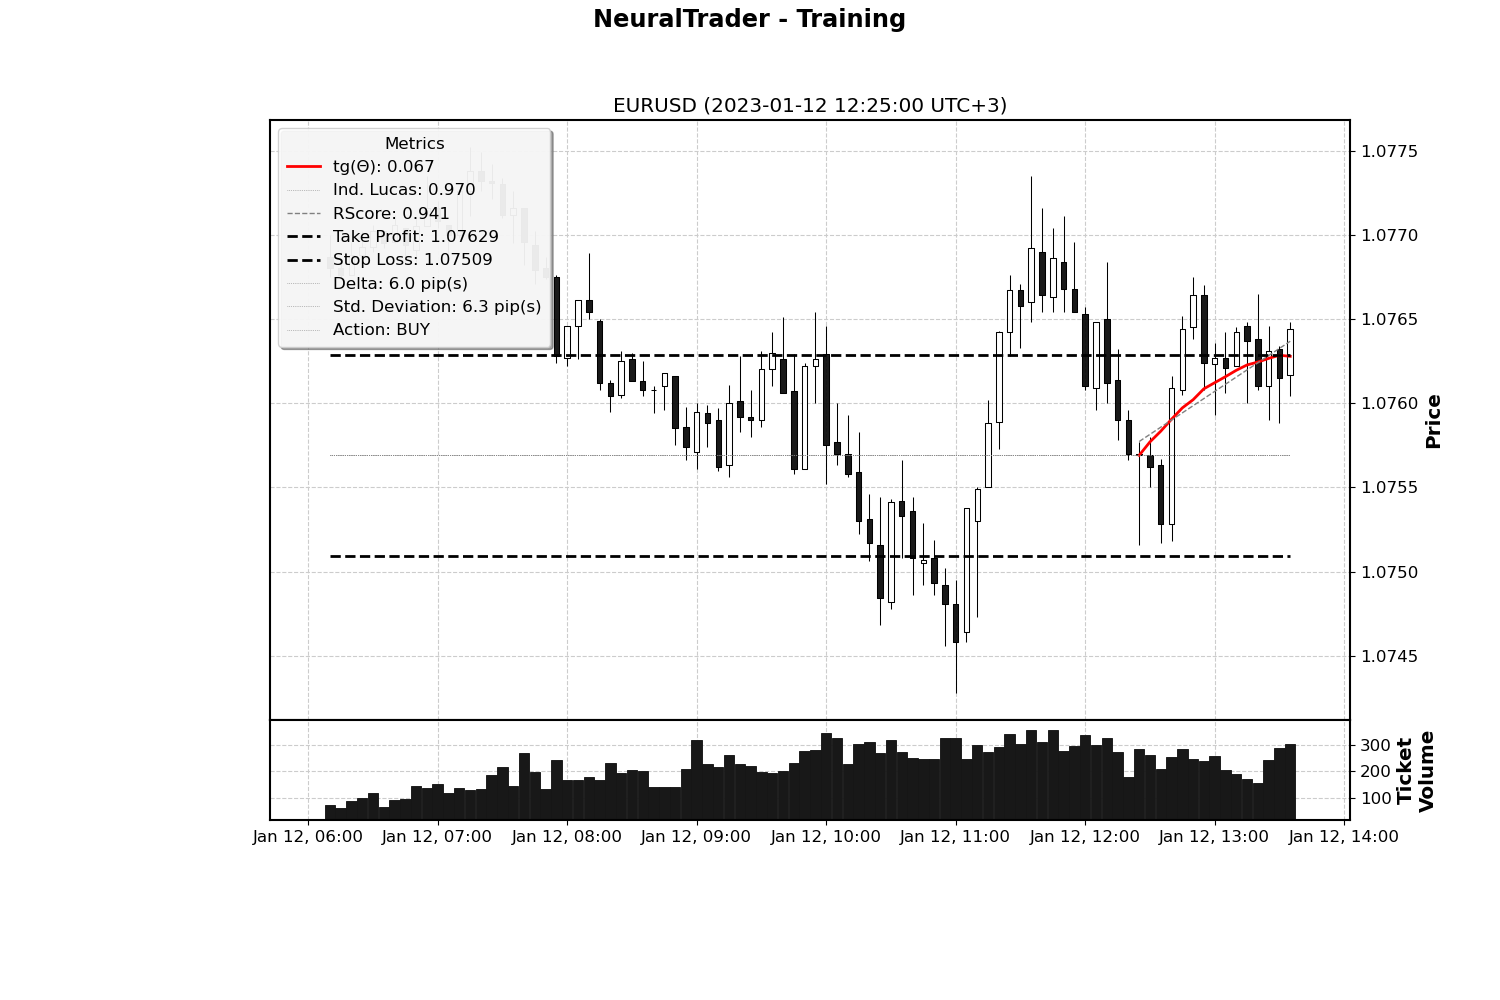 NeuralTrader - Training
EURUSD (2023-01-12 12:25:00 UTC+3)
Metrics
tg(Θ): 0.067
Ind. Lucas: 0.970
RScore: 0.941
Take Profit: 1.07629
Stop Loss: 1.07509
Delta: 6.0 pip(s)
Std. Deviation: 6.3 pip(s)
Action: BUY
1.0775
1.0770
1.0765
1.0760
1.0755
1.0750
1.0745
Price
300
200
100
Ticket
Volume
Jan 12, 06:00
Jan 12, 07:00
Jan 12, 08:00
Jan 12, 09:00
Jan 12, 10:00
Jan 12, 11:00
Jan 12, 12:00
Jan 12, 13:00
Jan 12, 14:00